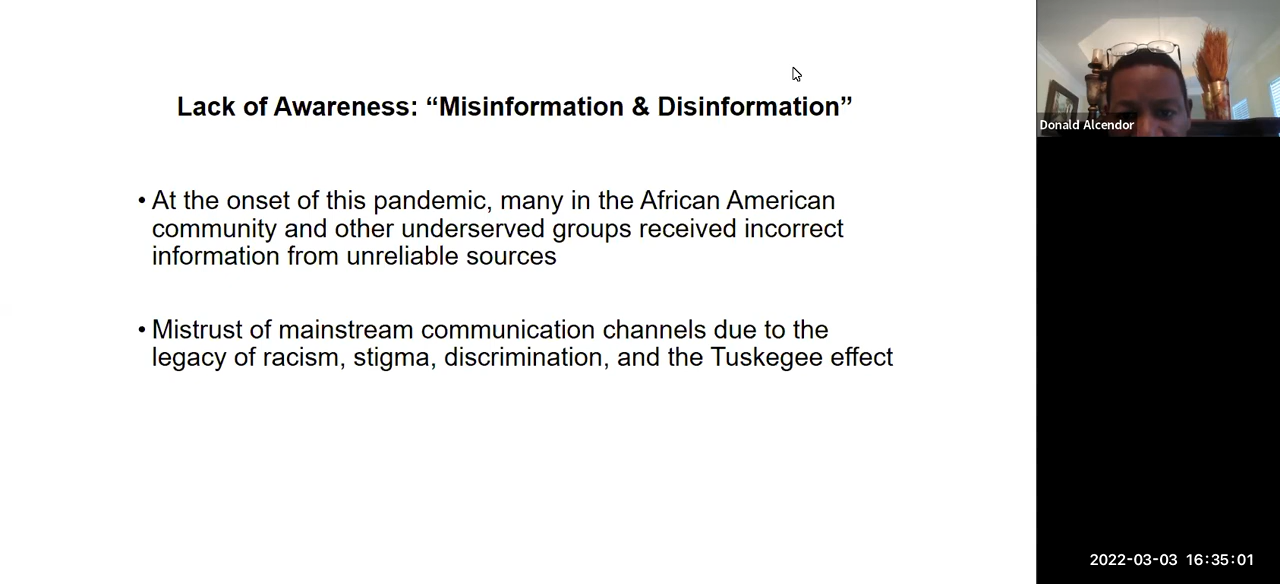 Lack of Awareness: “Misinformation & Disinformation”
• At the onset of this pandemic, many in the African American
community and other underserved groups received incorrect
information from unreliable sources
• Mistrust of mainstream communication channels due to the
legacy of racism, stigma, discrimination, and the Tuskegee effect
Donald Alcendor
2022-03-03 16:35:01